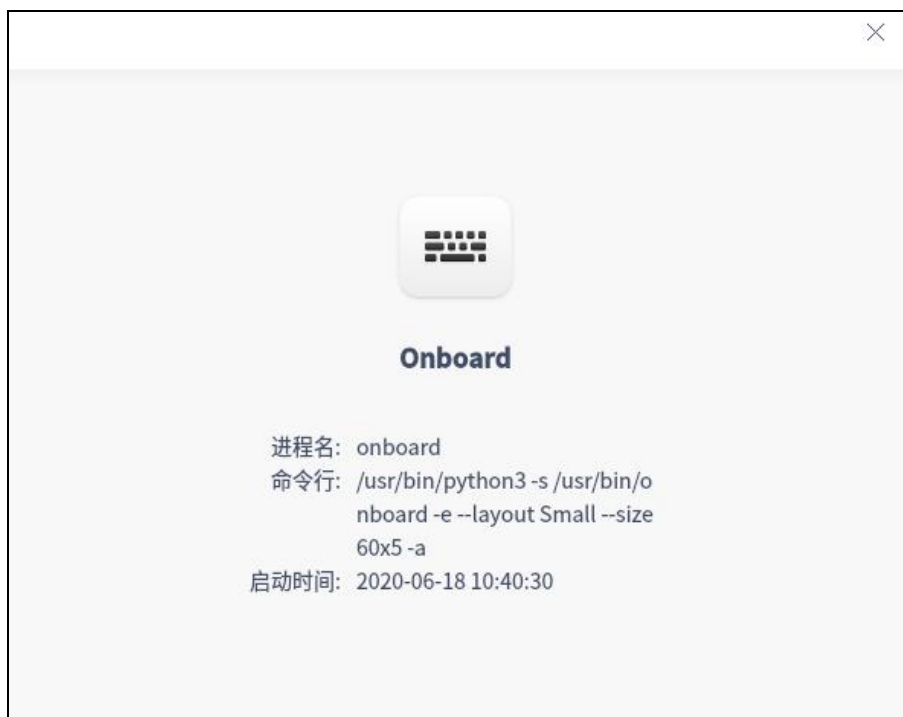 Onboard
进程名: onboard
命令行: /usr/bin/python3 -s /usr/bin/o
nboard -e --layout Small --size
60x5 -a
启动时间: 2020-06-18 10:40:30